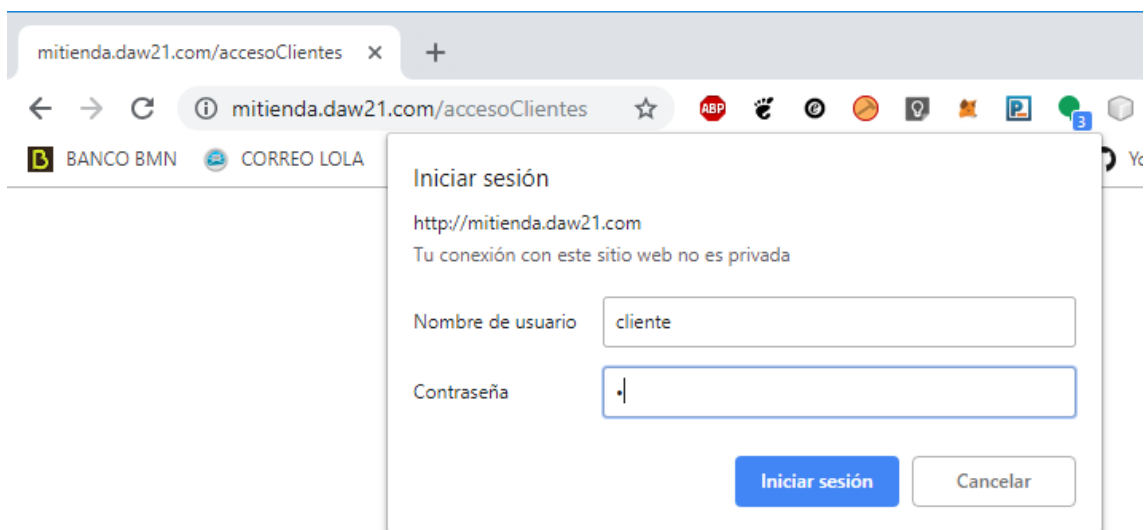 mitienda.daw21.com/accesoClientes
mitienda.daw21.com/accesoClientes
ABP
3
BANCO BMN
CORREO LOLA
Iniciar sesión
http://mitienda.daw21.com
Tu conexión con este sitio web no es privada
Nombre de usuario
cliente
Contraseña
Iniciar sesión
Cancelar